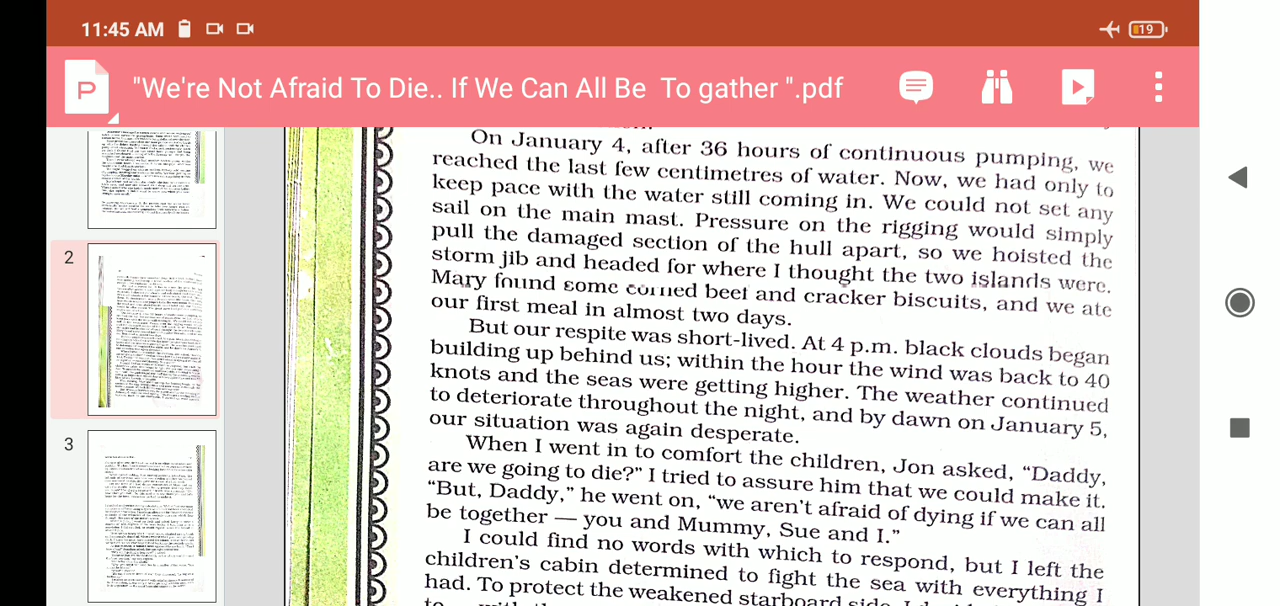 11:45 AM
19
P
"We're Not Afraid To Die.. If We Can All Be To gather ".pdf
On January 4, after 36 hours of continuous pumping, we
reached the last few centimetres of water. Now, we had only to
keep pace with the water still coming in. We could not set any
sail on the main mast. Pressure on the rigging would simply
pull the damaged section of the hull apart, so we hoisted the
storm jib and headed for where I thought the two islands were.
Mary found some corned beef and cracker biscuits, and we ate
our first meal in almost two days.
But our respite was short-lived. At 4 p.m. black clouds began
building up behind us; within the hour the wind was back to 40
knots and the seas were getting higher. The weather continued
to deteriorate throughout the night, and by dawn on January 5,
our situation was again desperate.
When I went in to comfort the children, Jon asked, “Daddy,
are we going to die?” I tried to assure him that we could make it.
“But, Daddy,” he went on, “we aren’t afraid of dying if we can all
be together — you and Mummy, Sue and I.”
I could find no words with which to respond, but I left the
children’s cabin determined to fight the sea with everything I
had. To protect the weakened starboard side, I
2
3